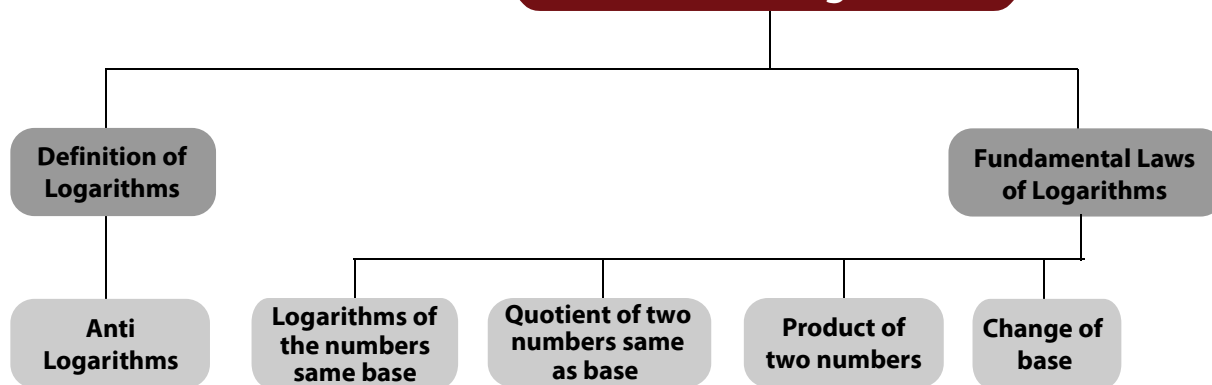 Definition of
Logarithms
Fundamental Laws
of Logarithms
Anti
Logarithms
Logarithms of
the numbers
same base
Quotient of two
numbers same
as base
Product of
two numbers
Change of
base